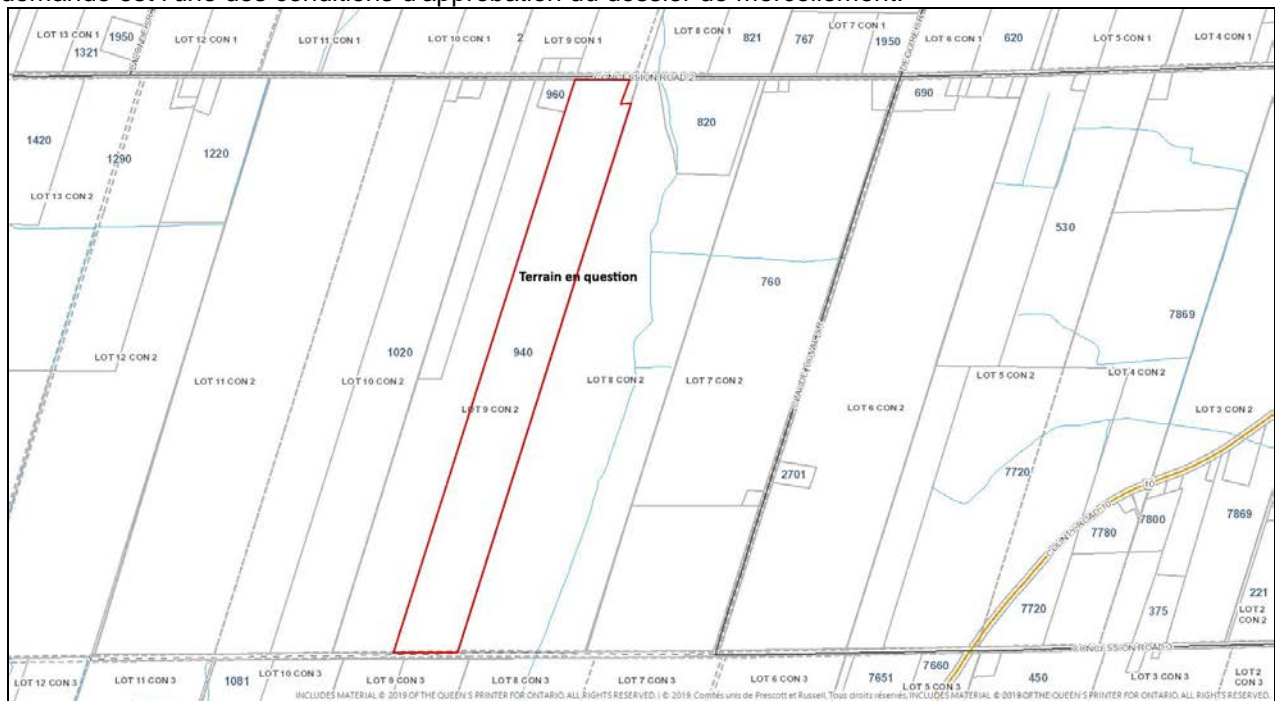 demande est l'une des conditions d'approbation du dossier de morcellement.
LOT 13 CON 1
1321
1950
LOT 12 CON 1
LOT 11 CON 1
LOT 10 CON 1
2
LOT 9 CON 1
LOT 8 CON 1
821
767
LOT 7 CON 1
1950
LOT 6 CON 1
620
LOT 5 CON 1
LOT 4 CON 1
CONCESSION ROAD 2
960
690
820
1420
1290
1220
LOT 13 CON 2
530
Terrain en question
760
7869
LOT 12 CON 2
LOT 11 CON 2
1020
LOT 10 CON 2
940
LOT 9 CON 2
LOT 8 CON 2
LOT 7 CON 2
LOT 6 CON 2
LOT 5 CON 2
LOT 4 CON 2
LOT 3 CON 2
2701
7720
10
COUNTY ROAD 10
7780
7800
7869
7720
375
221
LOT 2
CON 2
CONCESSION ROAD 3
LOT 12 CON 3
LOT 11 CON 3
1081
LOT 10 CON 3
LOT 9 CON 3
LOT 8 CON 3
LOT 7 CON 3
LOT 6 CON 3
7651
7660
LOT 5 CON 3
450
LOT 3 CON 3
LOT 2
CON 3
INCLUDES MATERIAL © 2019 OF THE QUEEN'S PRINTER FOR ONTARIO. ALL RIGHTS RESERVED. | © 2019, Comtés unis de Prescott et Russell, Tous droits réservés, INCLUDES MATERIAL © 2019 OF THE QUEEN'S PRINTER FOR ONTARIO. ALL RIGHTS RESERVED.